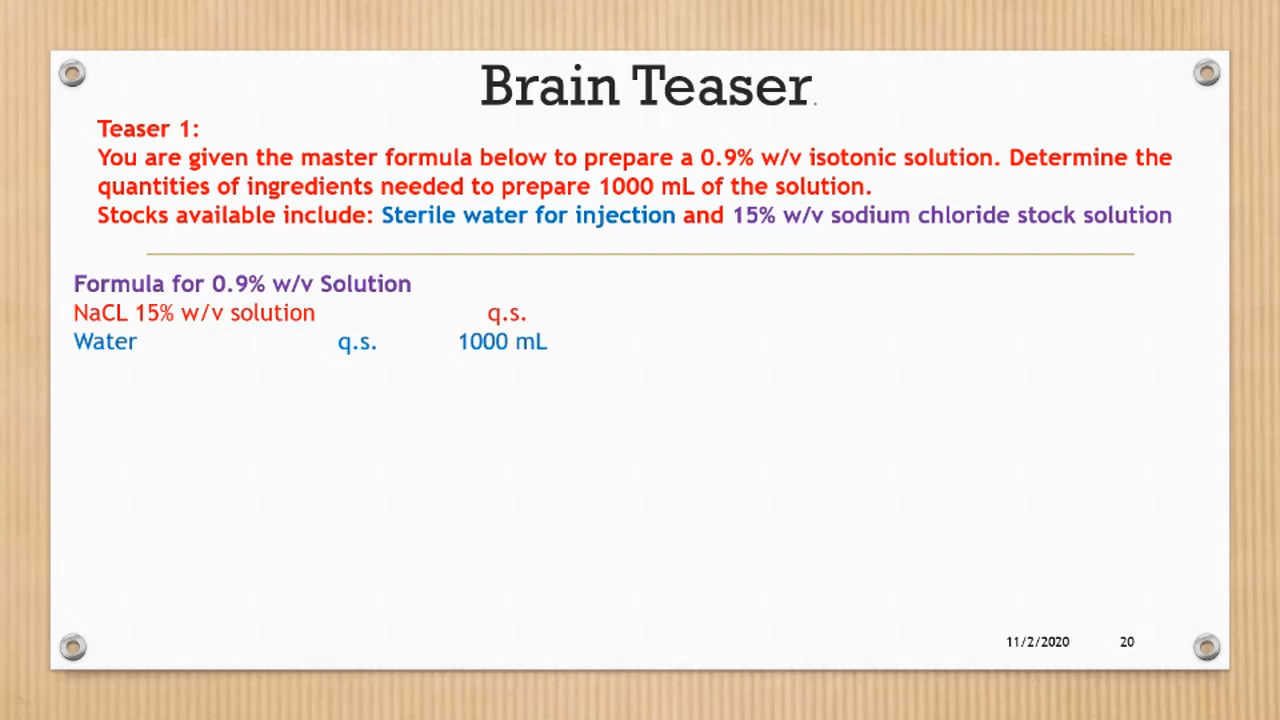 Brain Teaser.
Teaser 1:
You are given the master formula below to prepare a 0.9% w/v isotonic solution. Determine the
quantities of ingredients needed to prepare 1000 mL of the solution.
Stocks available include: Sterile water for injection and 15% w/v sodium chloride stock solution
Formula for 0.9% w/v Solution
NaCL 15% w/v solution q.s.
Water q.s. 1000 mL
11/2/2020 20